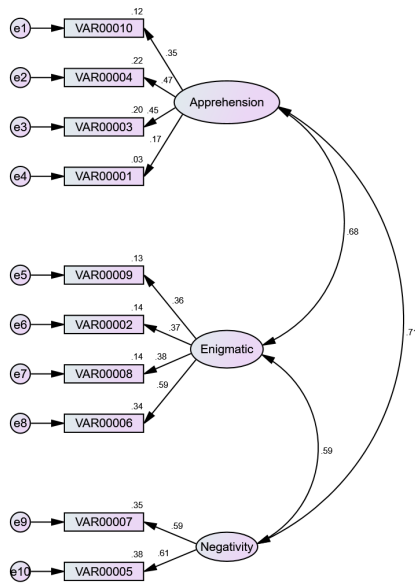 .12
e1 VAR00010
.35
.22
e2 VAR00004
.47
Apprehension
.20 .45
e3 VAR00003
.17
.03
e4 VAR00001
.68
.71
.13
e5 VAR00009
.36
.14
e6 VAR00002
.37
Enigmatic
.14 .38
e7 VAR00008
.59
.34
e8 VAR00006
.59
.35
e9 VAR00007
.59
Negativity
.38 .61
e10 VAR00005